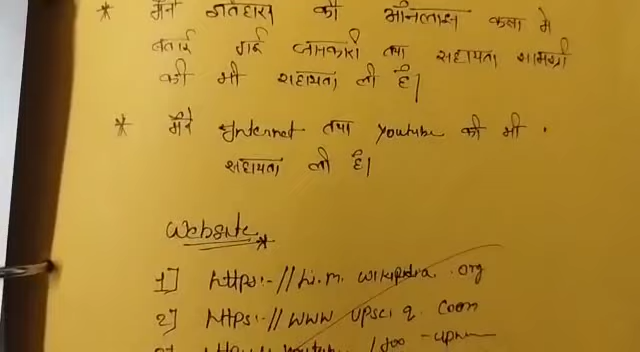 * मैंने इतिहास की ऑनलाइन कक्षा में
बताई गई जानकारी तथा सहायता सामग्री
की भी सहायता ली है।
* मैंने Internet तथा Youtube की भी
सहायता ली है।
Website
1] https:-//hi.m. wikipedia .org
2] https:-//www upsc